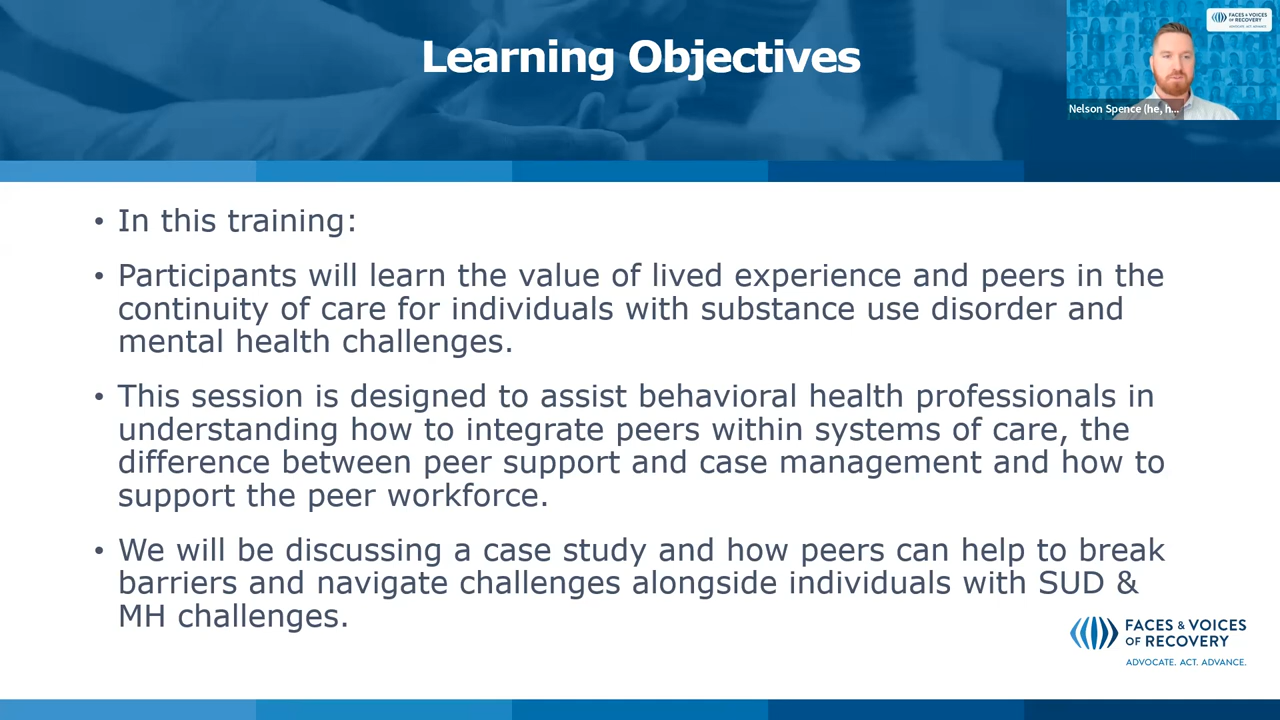 Learning Objectives
FACES & VOICES
OF RECOVERY
ADVOCATE. ACT. ADVANCE.
Nelson Spence (he, h...
• In this training:
• Participants will learn the value of lived experience and peers in the
continuity of care for individuals with substance use disorder and
mental health challenges.
• This session is designed to assist behavioral health professionals in
understanding how to integrate peers within systems of care, the
difference between peer support and case management and how to
support the peer workforce.
• We will be discussing a case study and how peers can help to break
barriers and navigate challenges alongside individuals with SUD &
MH challenges.
FACES & VOICES
OF RECOVERY
ADVOCATE. ACT. ADVANCE.